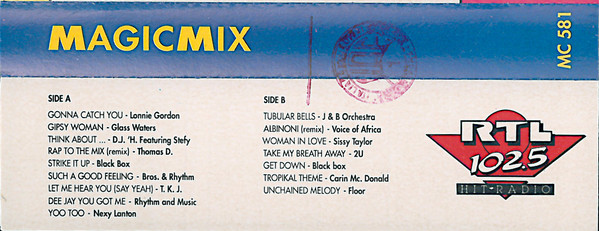 MAGICMIX
MC 581
SIDE A
GONNA CATCH YOU - Lonnie Gordon
GIPSY WOMAN - Glass Waters
THINK ABOUT ... - D.J. 'H. Featuring Stefy
RAP TO THE MIX (remix) - Thomas D.
STRIKE IT UP - Black Box
SUCH A GOOD FEELING - Bros. & Rhythm
LET ME HEAR YOU (SAY YEAH) - T. K. J.
DEE JAY YOU GOT ME - Rhythm and Music
YOO TOO - Nexy Lanton
SIDE B
TUBULAR BELLS - J & B Orchestra
ALBINONI (remix) - Voice of Africa
WOMAN IN LOVE - Sissy Taylor
TAKE MY BREATH AWAY - 2U
GET DOWN - Black box
TROPIKAL THEME - Carin Mc. Donald
UNCHAINED MELODY - Floor
RTL
102.5
HIT-RADIO